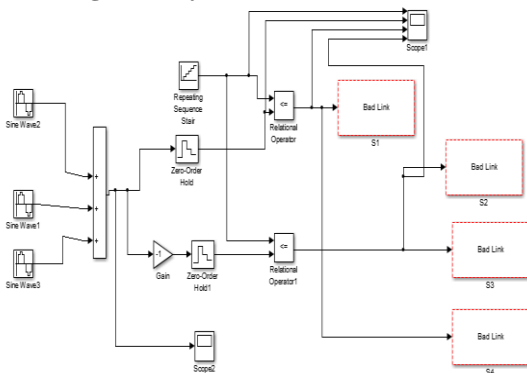 Scope1
Repeating
Sequence
Stair
<=
Relational
Operator
Bad Link
S1
Sine Wave2
Zero-Order
Hold
Bad Link
S2
+
+
+
Sine Wave1
-1
Gain
Zero-Order
Hold1
<=
Relational
Operator1
Bad Link
S3
Sine Wave3
Scope2
Bad Link
S4